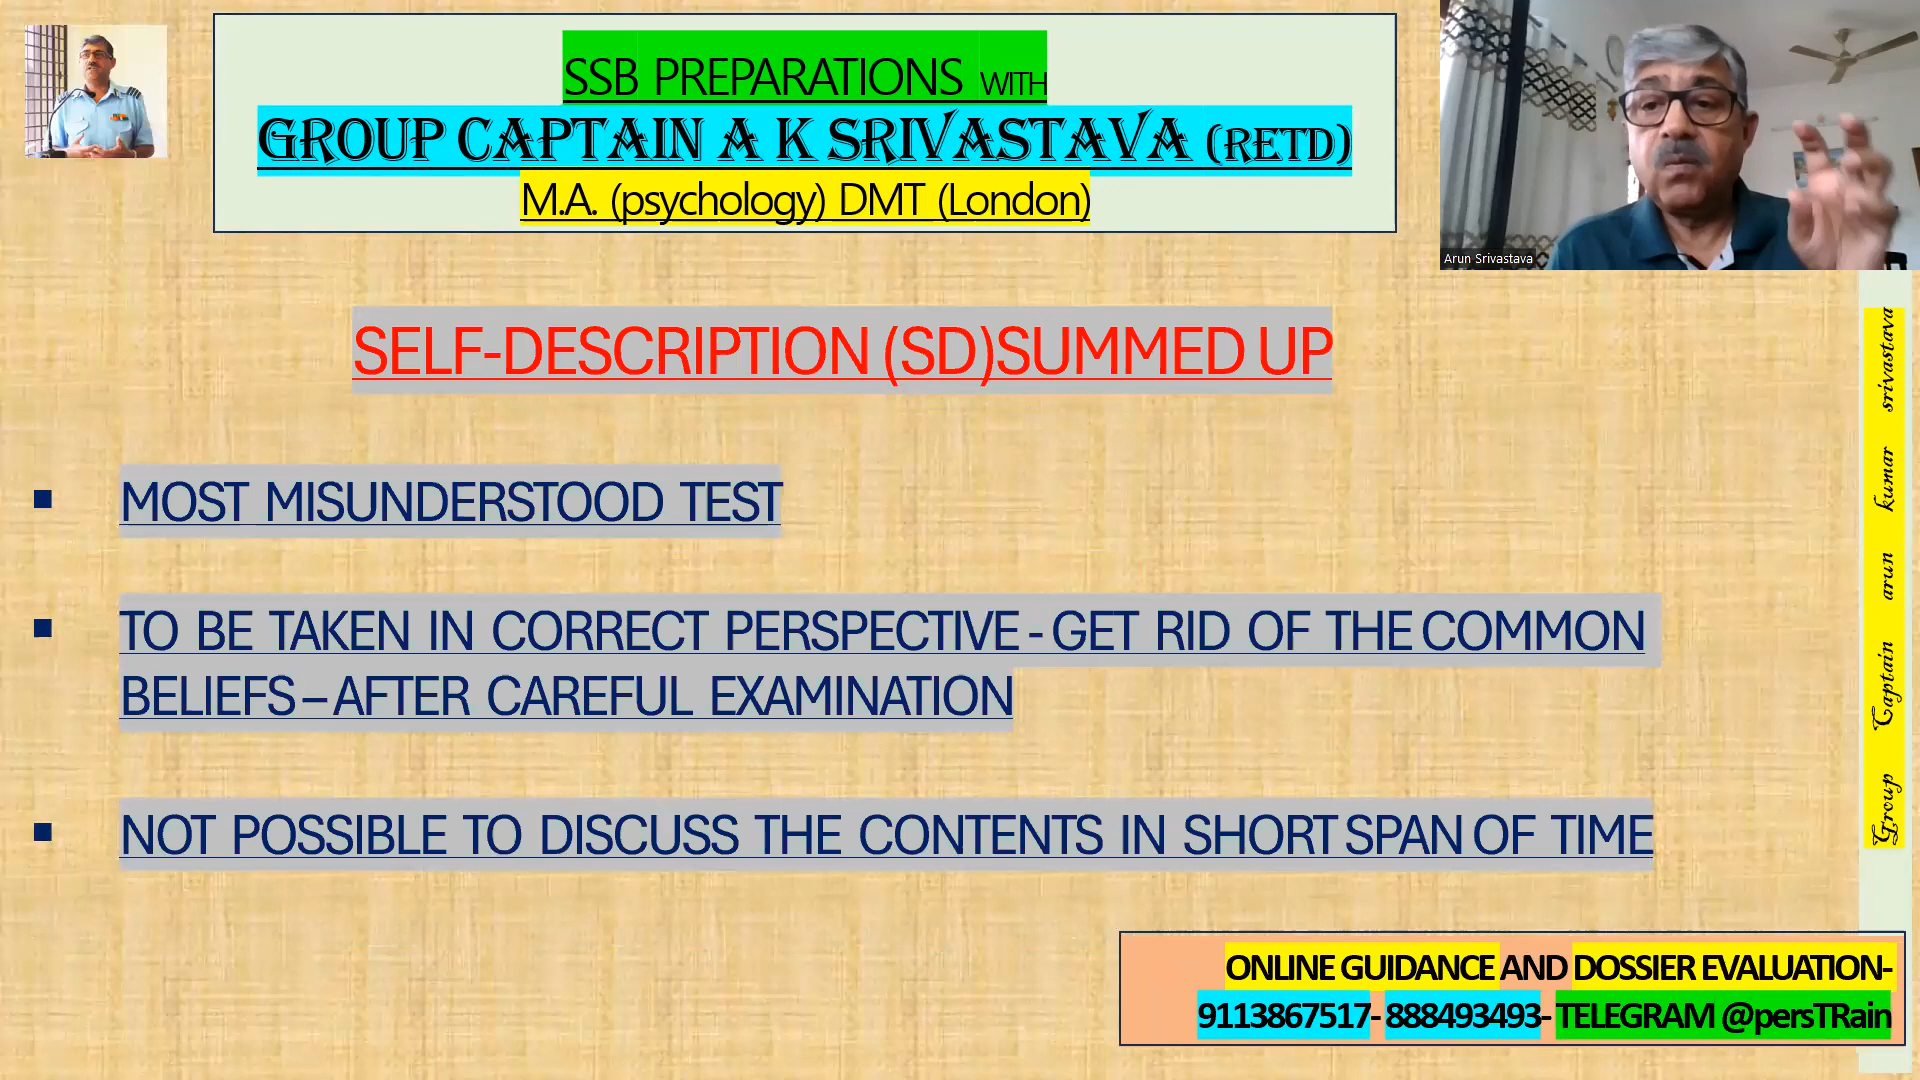 SSB PREPARATIONS WITH
GROUP CAPTAIN A K SRIVASTAVA (RETD)
M.A. (psychology) DMT (London)
Arun Srivastava
SELF-DESCRIPTION (SD)SUMMED UP
▪ MOST MISUNDERSTOOD TEST
▪ TO BE TAKEN IN CORRECT PERSPECTIVE - GET RID OF THE COMMON
BELIEFS – AFTER CAREFUL EXAMINATION
▪ NOT POSSIBLE TO DISCUSS THE CONTENTS IN SHORT SPAN OF TIME
Group Captain arun kumar srivastava
ONLINE GUIDANCE AND DOSSIER EVALUATION-
9113867517- 888493493- TELEGRAM @persTRain